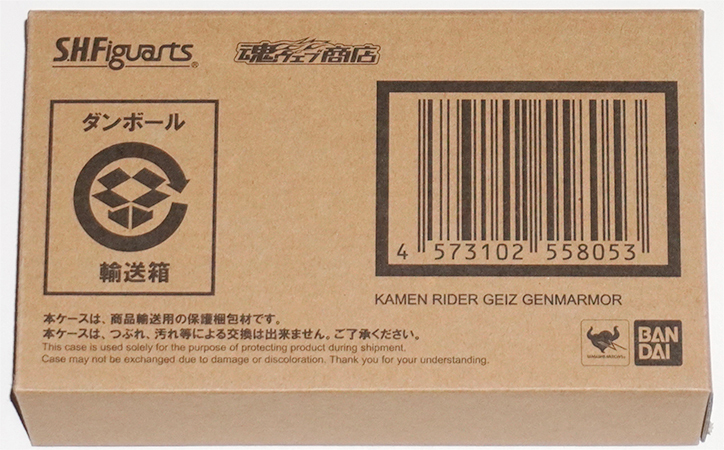 S.H.Figuarts®
魂ウェブ商店
ダンボール
輸送箱
4 573102 558053
KAMEN RIDER GEIZ GENMARMOR
本ケースは、商品輸送用の保護梱包材です。
本ケースは、つぶれ、汚れ等による交換は出来ません。ご了承ください。
This case is used solely for the purpose of protecting product during shipment.
Case may not be exchanged due to damage or discoloration. Thank you for your understanding.
BAN
DAI